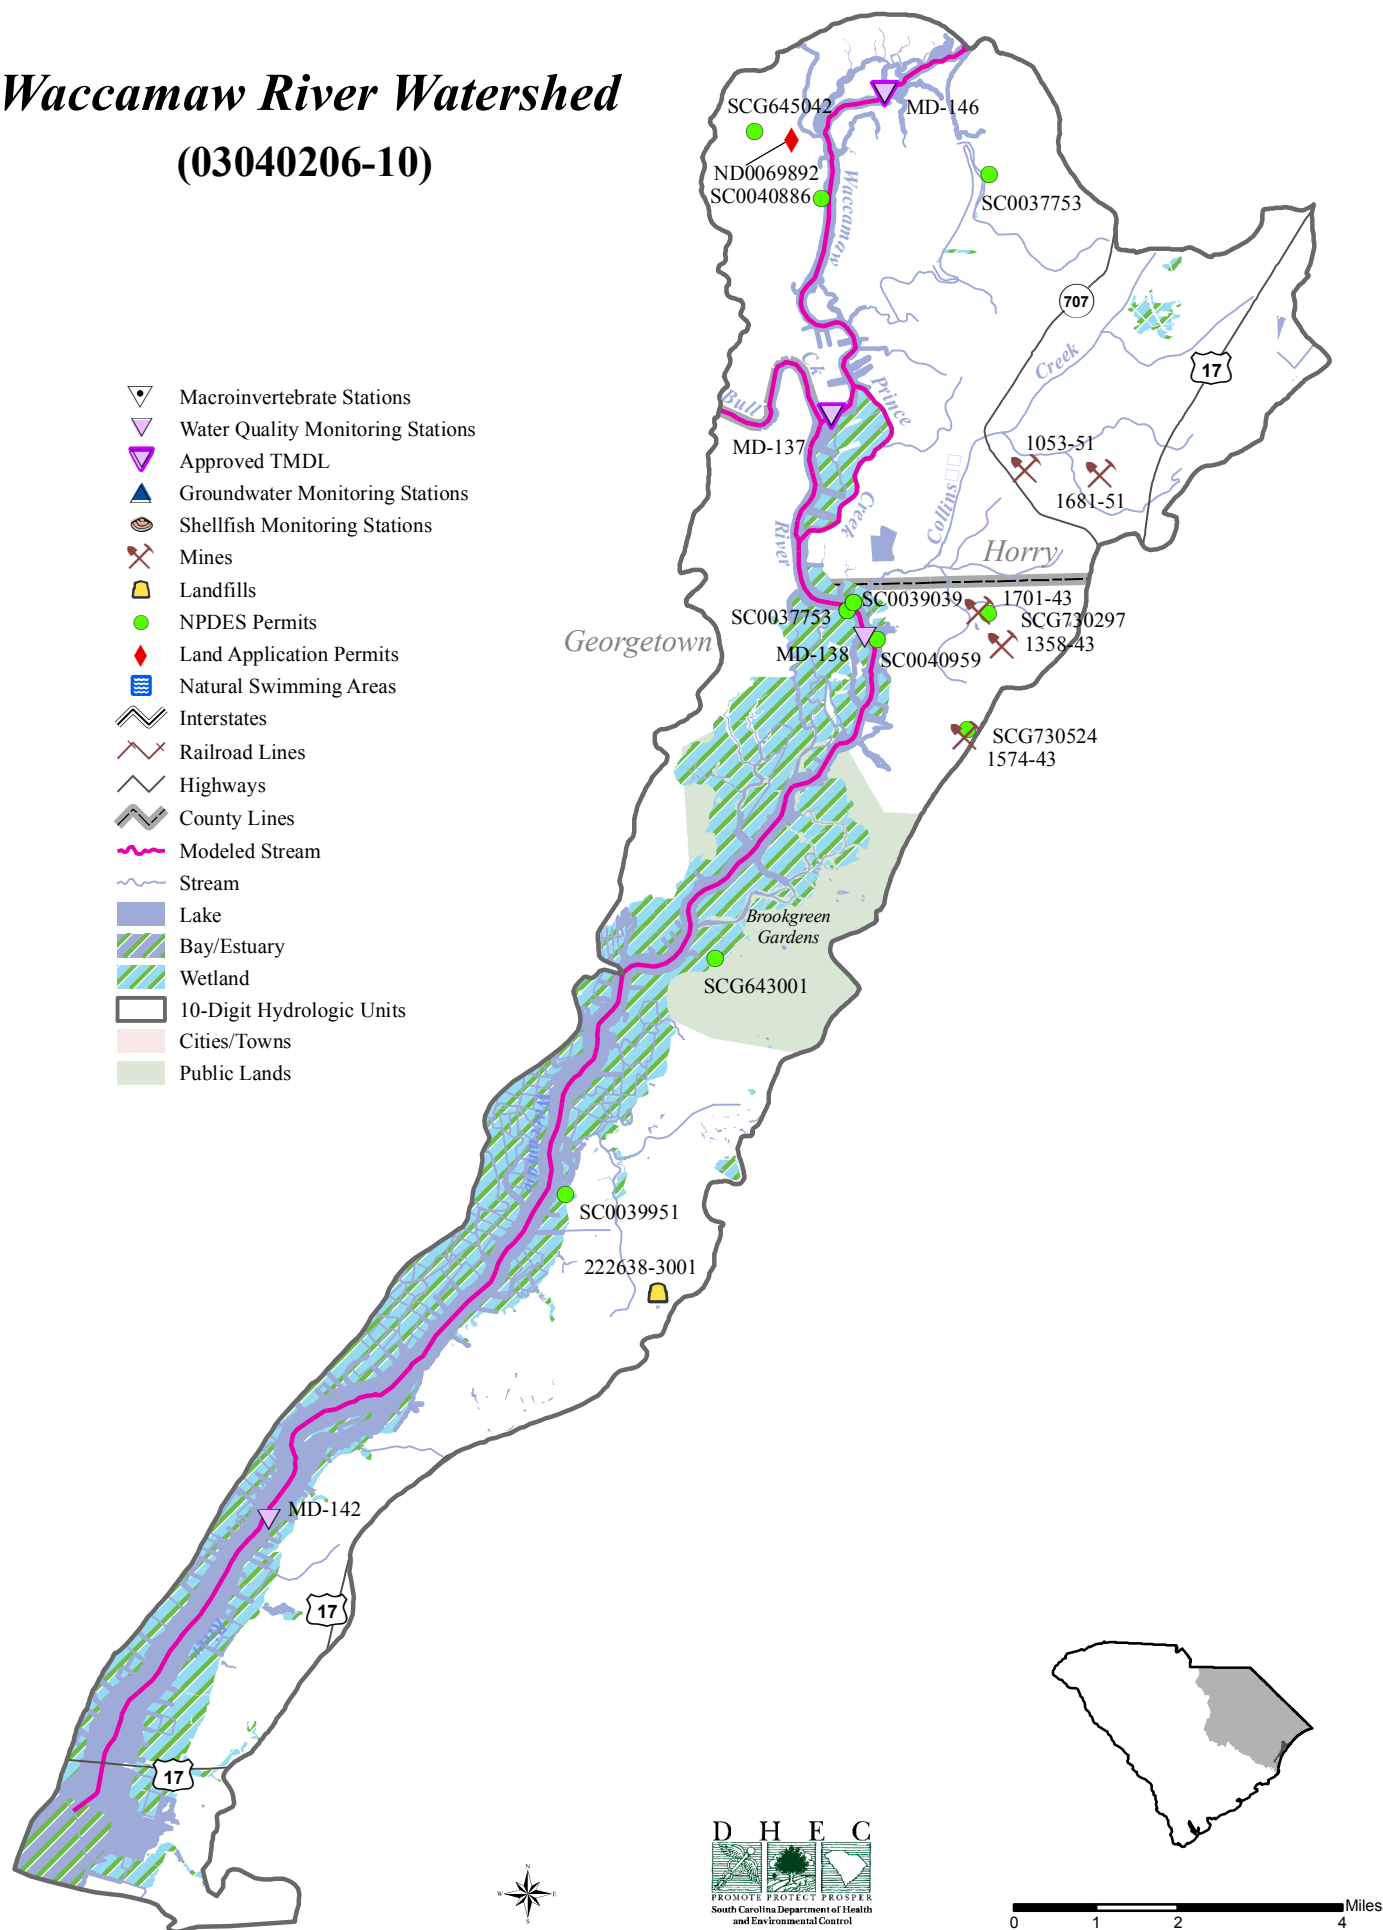 Waccamaw River Watershed
(03040206-10)
SCG645042
MD-146
ND0069892
SC0040886
SC0037753
Waccamaw
707
Creek
17
Ck
Bull
Prince
MD-137
1053-51
1681-51
Collins
Creek
River
Horry
SC0039039
1701-43
SC0037753
SCG730297
Georgetown
MD-138
1358-43
SC0040959
SCG730524
1574-43
Brookgreen
Gardens
SCG643001
Waccamaw
SC0039951
222638-3001
MD-142
17
River
17
Macroinvertebrate Stations
Water Quality Monitoring Stations
Approved TMDL
Groundwater Monitoring Stations
Shellfish Monitoring Stations
Mines
Landfills
NPDES Permits
Land Application Permits
Natural Swimming Areas
Interstates
Railroad Lines
Highways
County Lines
Modeled Stream
Stream
Lake
Bay/Estuary
Wetland
10-Digit Hydrologic Units
Cities/Towns
Public Lands
N
W E
S
D H E C
PROMOTE PROTECT PROSPER
South Carolina Department of Health
and Environmental Control
Miles
0 1 2 4